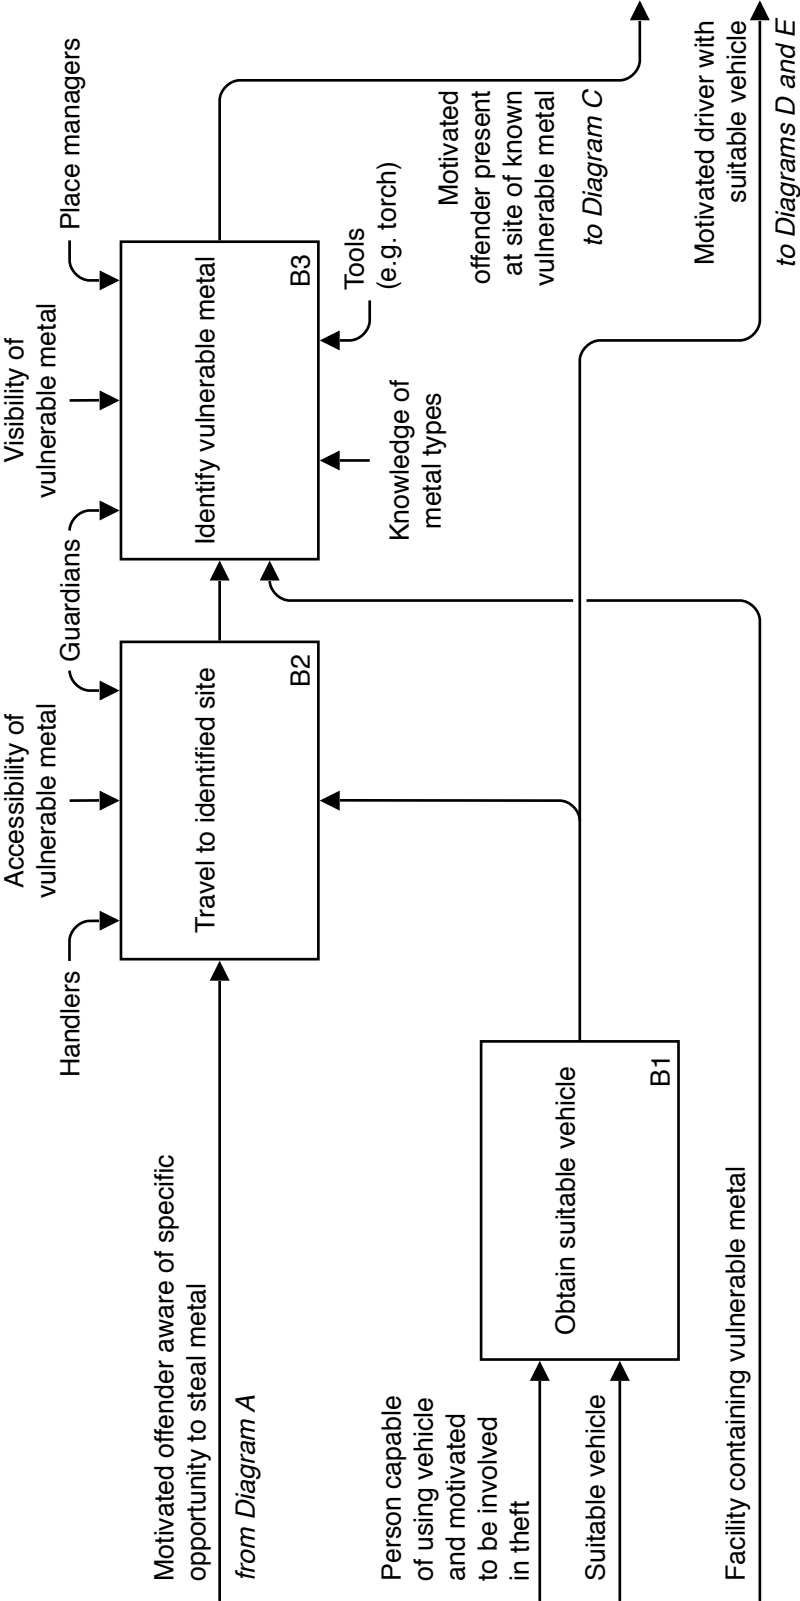 Handlers
Accessibility of
vulnerable metal
Guardians
Visibility of
vulnerable metal
Place managers
Motivated offender aware of specific
opportunity to steal metal
from Diagram A
Travel to identified site
B2
Identify vulnerable metal
B3
Knowledge of
metal types
Tools
(e.g. torch)
Motivated
offender present
at site of known
vulnerable metal
to Diagram C
Person capable
of using vehicle
and motivated
to be involved
in theft
Suitable vehicle
Obtain suitable vehicle
B1
Motivated driver with
suitable vehicle
to Diagrams D and E
Facility containing vulnerable metal